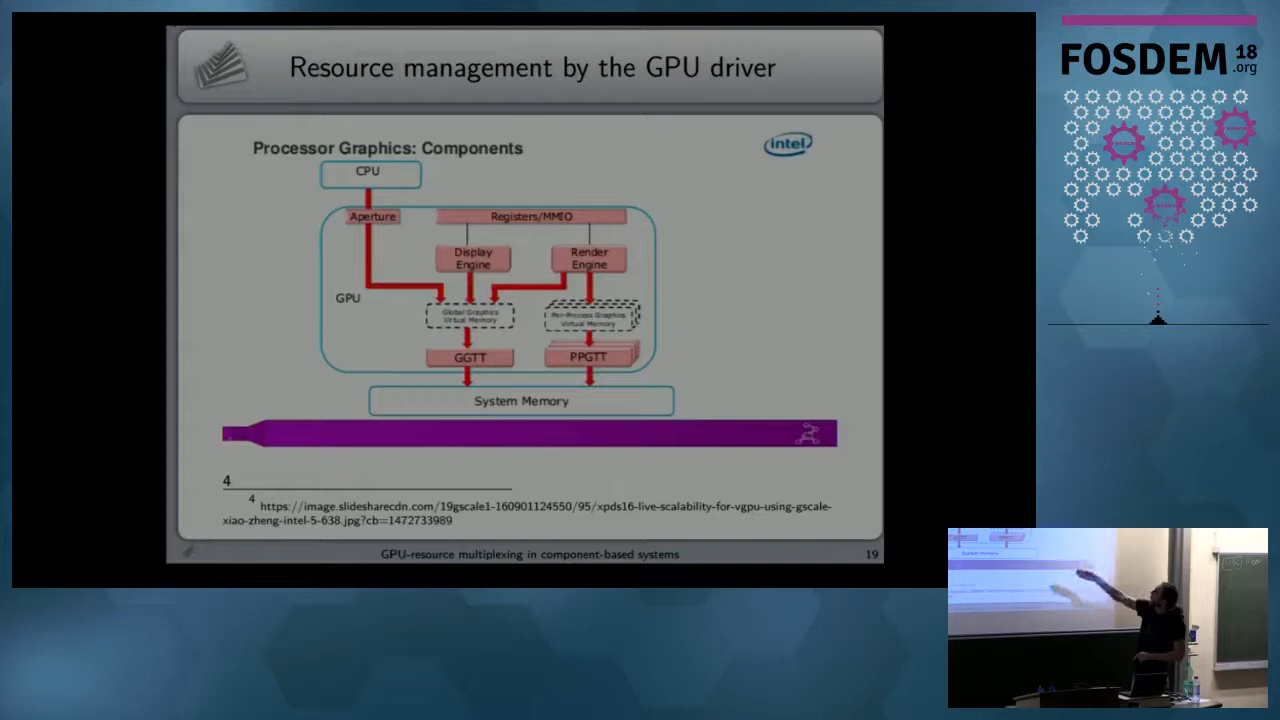 Resource management by the GPU driver
Processor Graphics: Components
intel
CPU
Aperture
Registers/MMIO
Display
Engine
Render
Engine
GPU
Global Graphics
Virtual Memory
Per-Process Graphics
Virtual Memory
GGTT
PPGTT
System Memory
4
4 https://image.slidesharecdn.com/19gscale1-160901124550/95/xpds16-live-scalability-for-vgpu-using-gscale-
xiao-zheng-intel-5-638.jpg?cb=1472733989
GPU-resource multiplexing in component-based systems
19
FOSDEM 18
.org
System Memory